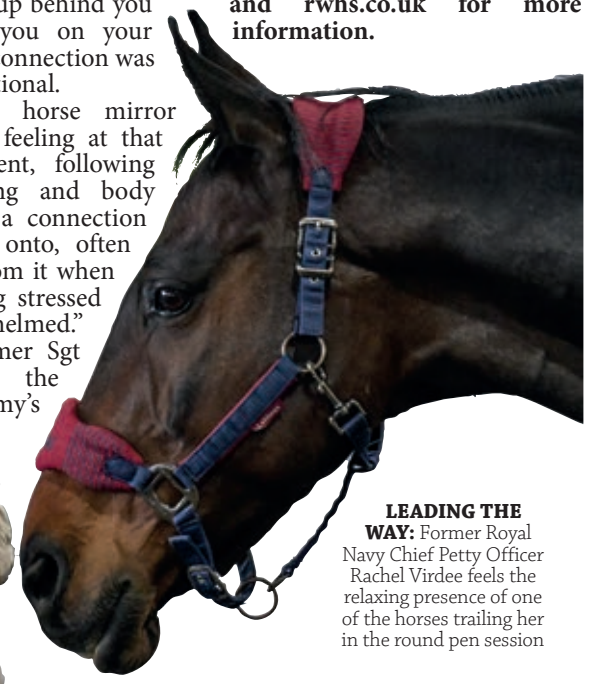 up behind you
you on your
onnection was
tional.
horse mirror
feeling at that
ent, following
ng and body
a connection
onto, often
om it when
g stressed
helmed.”
mer Sgt
the
my’s
and rwhs.co.uk for more
information.
LEADING THE
WAY: Former Royal
Navy Chief Petty Officer
Rachel Virdee feels the
relaxing presence of one
of the horses trailing her
in the round pen session